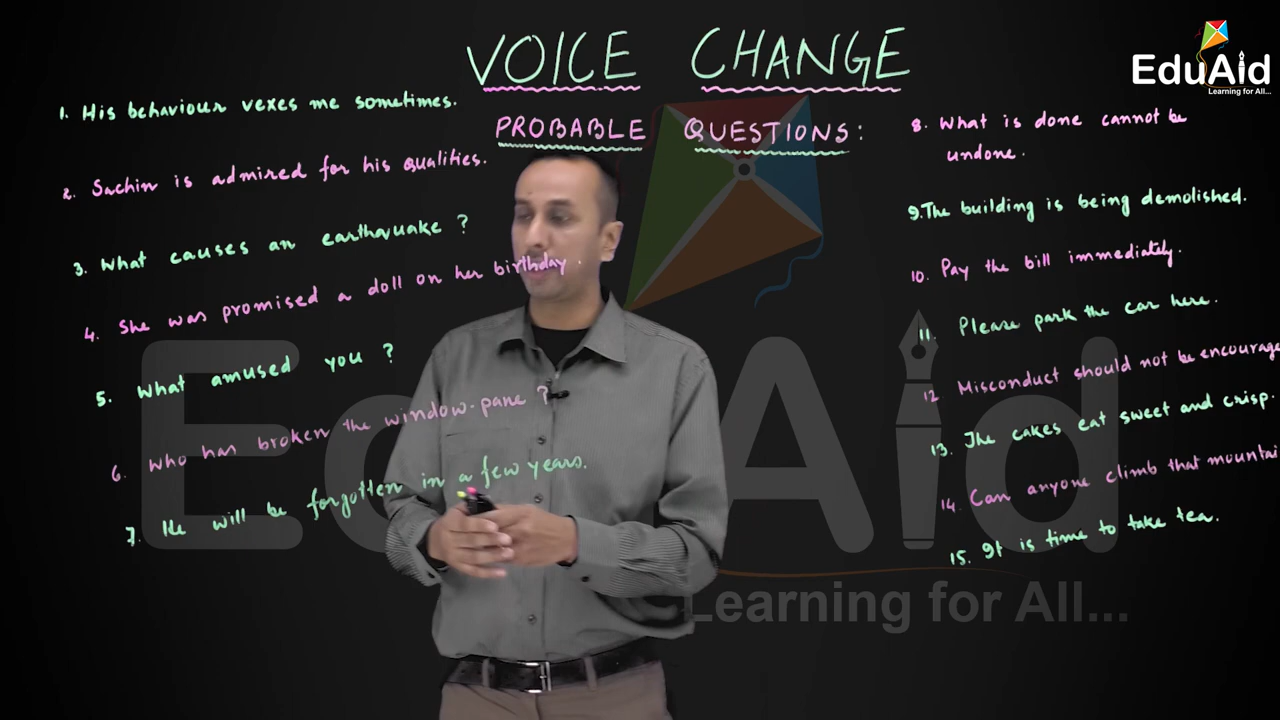 VOICE CHANGE
PROBABLE QUESTIONS:
1. His behaviour vexes me sometimes.
2. Sachin is admired for his qualities.
3. What causes an earthquake ?
4. She was promised a doll on her birthday.
5. What amused you ?
6. Who has broken the window-pane ?
7. He will be forgotten in a few years.
8. What is done cannot be
undone.
9. The building is being demolished.
10. Pay the bill immediately.
11. Please park the car here.
12 Misconduct should not be encourage
13. The cakes eat sweet and crisp.
14. Can anyone climb that mountai
15. It is time to take tea.
EduAid
Learning for All...
EduAid
Learning for All...